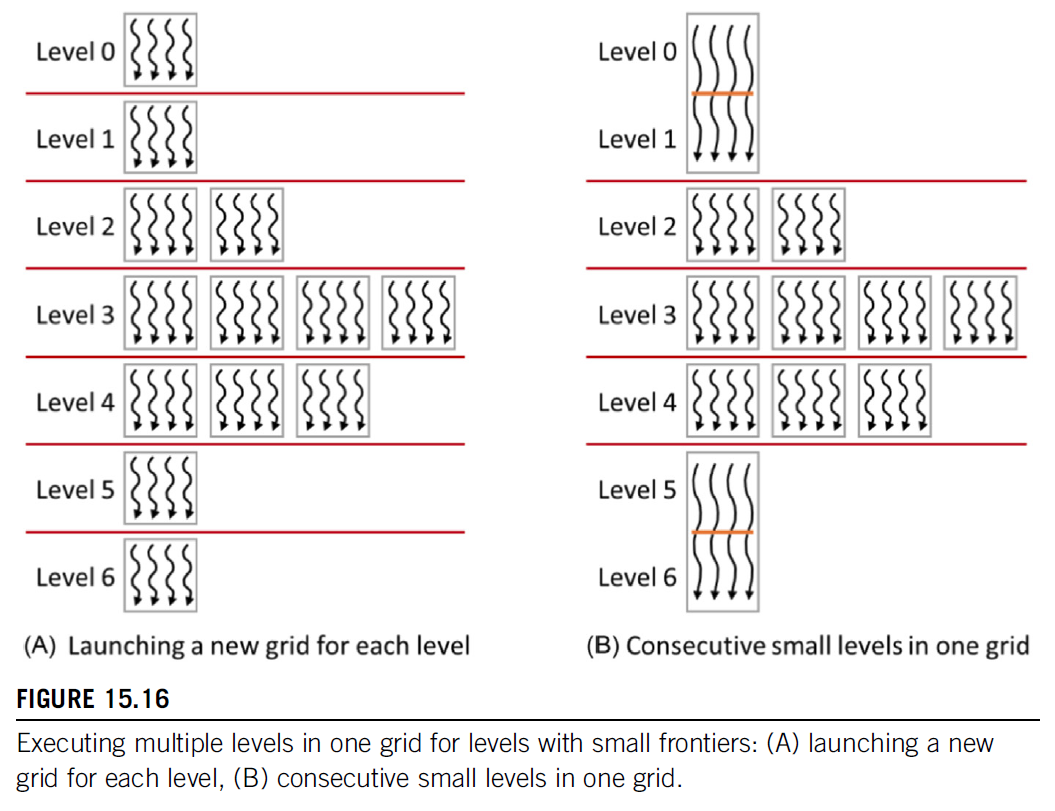 Level 0
Level 1
Level 2
Level 3
Level 4
Level 5
Level 6
(A) Launching a new grid for each level
Level 0
Level 1
Level 2
Level 3
Level 4
Level 5
Level 6
(B) Consecutive small levels in one grid
FIGURE 15.16
Executing multiple levels in one grid for levels with small frontiers: (A) launching a new
grid for each level, (B) consecutive small levels in one grid.